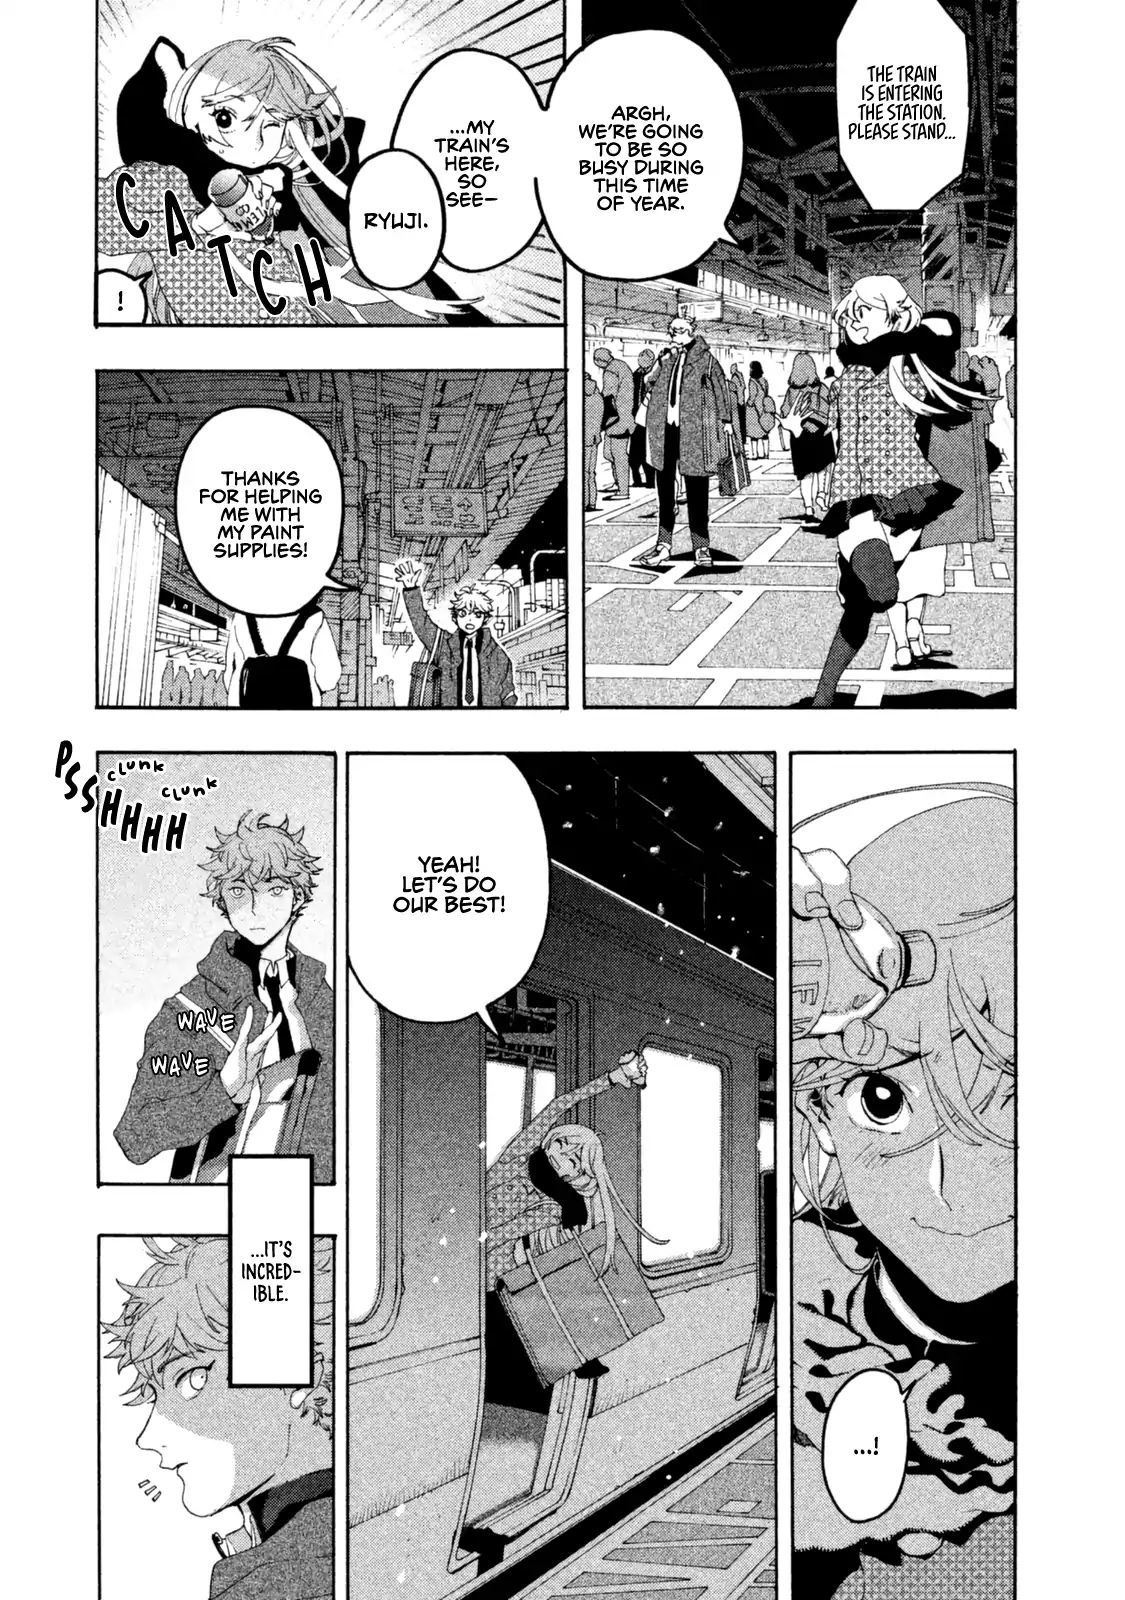 THE TRAIN
IS ENTERING
THE STATION.
PLEASE STAND...
ARGH,
WE'RE GOING
TO BE SO
BUSY DURING
THIS TIME
OF YEAR.
...MY
TRAIN'S
HERE,
SO
SEE-
RYUJI.
CATCH
!
THANKS
FOR HELPING
ME WITH
MY PAINT
SUPPLIES!
...!
YEAH!
LET'S DO
OUR BEST!
PSSHHHHH
CLUNK
CLUNK
WAVE
WAVE
...IT'S
INCRED-
IBLE.